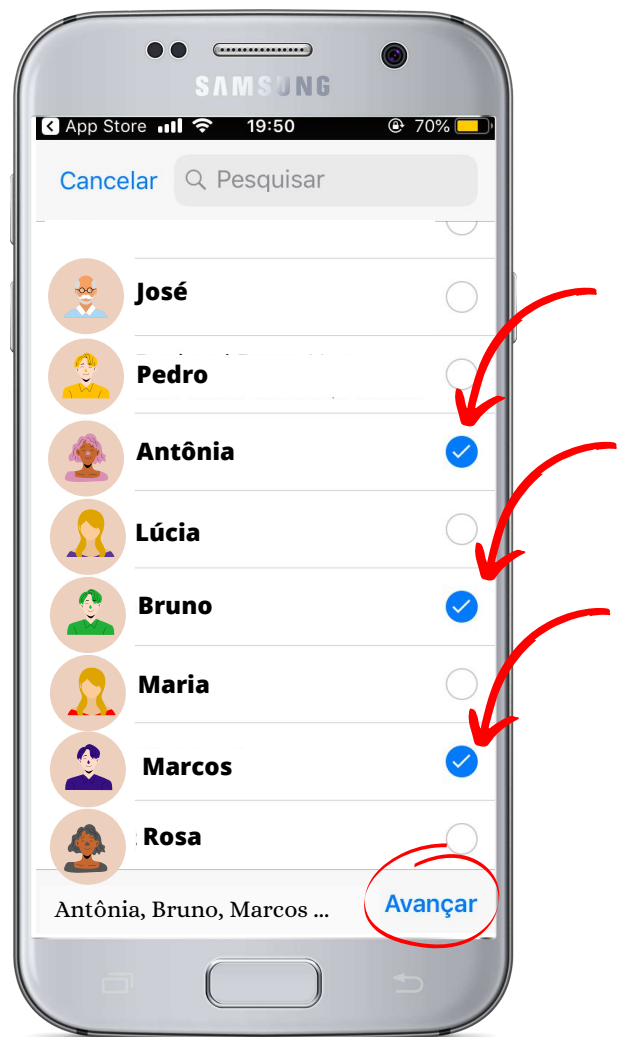 SAMSUNG
App Store 19:50 70%
Cancelar Pesquisar
José
Pedro
Antônia
Lúcia
Bruno
Maria
Marcos
Rosa
Antônia, Bruno, Marcos ... Avançar